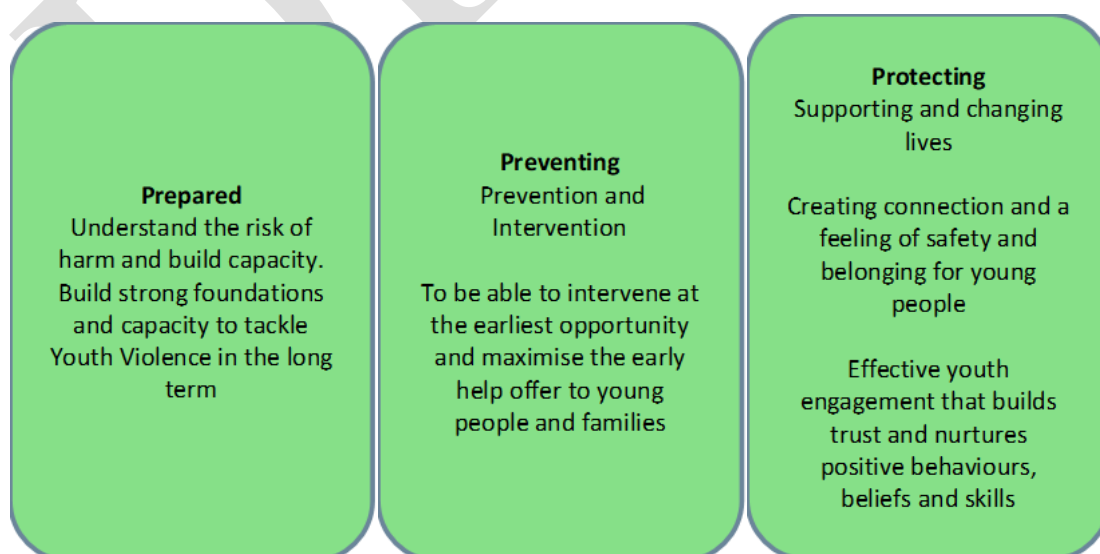 Prepared
Understand the risk of
harm and build capacity.
Build strong foundations
and capacity to tackle
Youth Violence in the long
term
Preventing
Prevention and
Intervention
To be able to intervene at
the earliest opportunity
and maximise the early
help offer to young
people and families
Protecting
Supporting and changing
lives
Creating connection and a
feeling of safety and
belonging for young
people
Effective youth
engagement that builds
trust and nurtures
positive behaviours,
beliefs and skills